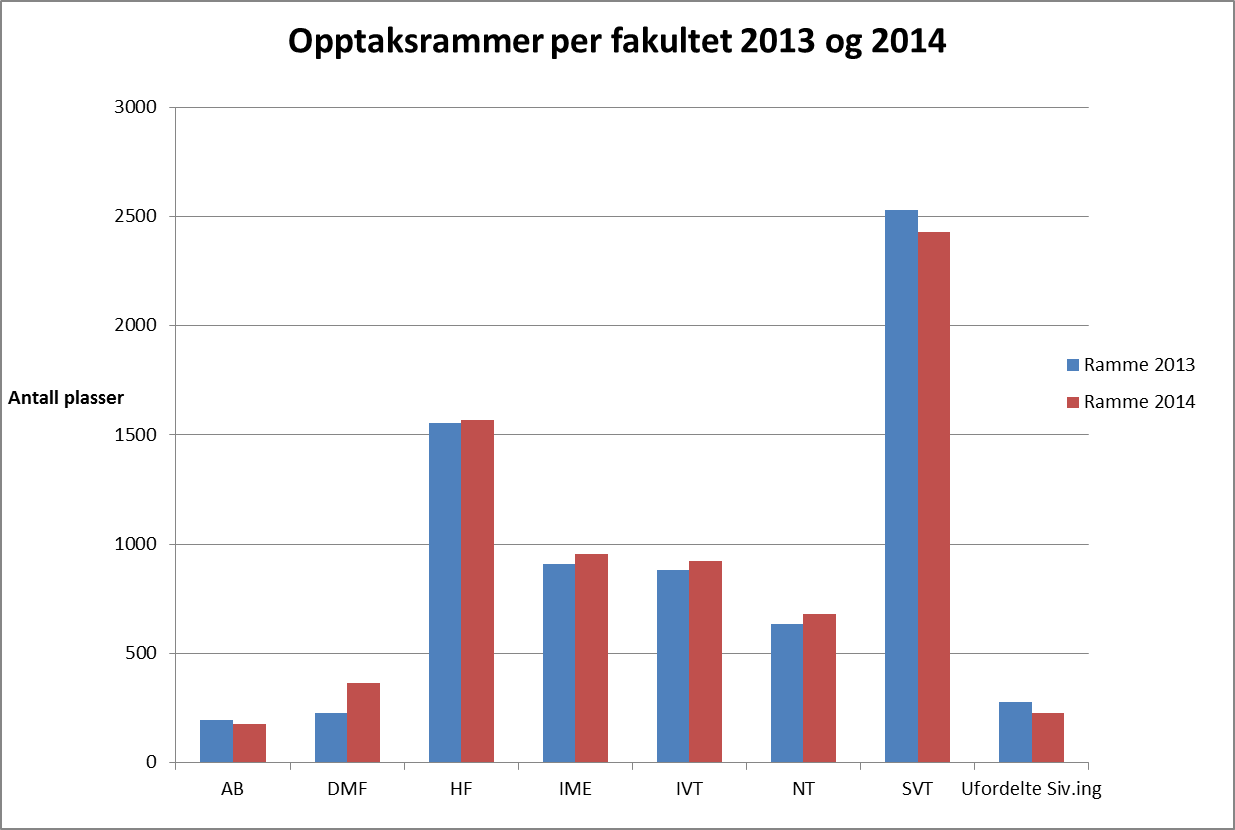 Opptaksrammer per fakultet 2013 og 2014
3000
2500
2000
1500
1000
500
0
Antall plasser
AB DMF HF IME IVT NT SVT Ufordelte Siv.ing
Ramme 2013
Ramme 2014